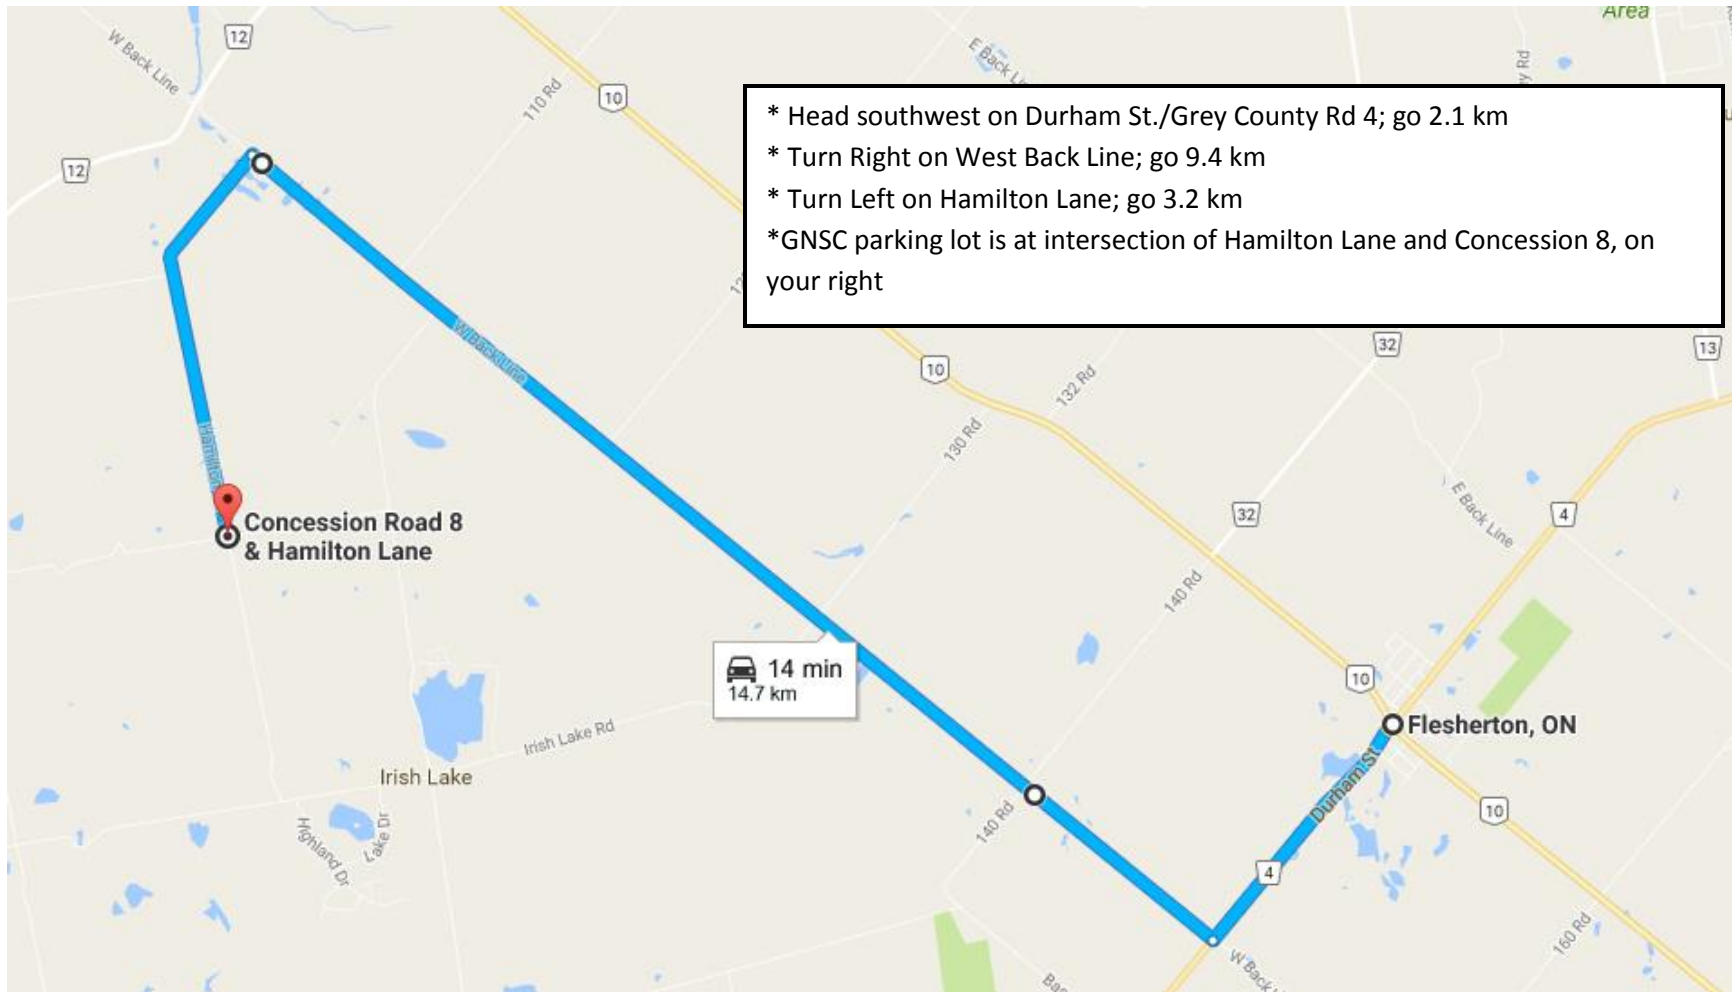 Area
12
W Back Line
E Back Li
10
110 Rd
* Head southwest on Durham St./Grey County Rd 4; go 2.1 km
* Turn Right on West Back Line; go 9.4 km
* Turn Left on Hamilton Lane; go 3.2 km
*GNSC parking lot is at intersection of Hamilton Lane and Concession 8, on
your right
12
W Back Line
32
13
10
132 Rd
130 Rd
Hamilton
Concession Road 8
& Hamilton Lane
32
E Back Line
4
140 Rd
14 min
14.7 km
10
Flesherton, ON
Irish Lake Rd
Irish Lake
Durham St
10
140 Rd
Highland Dr
Lake Dr
4
160 Rd
W Back